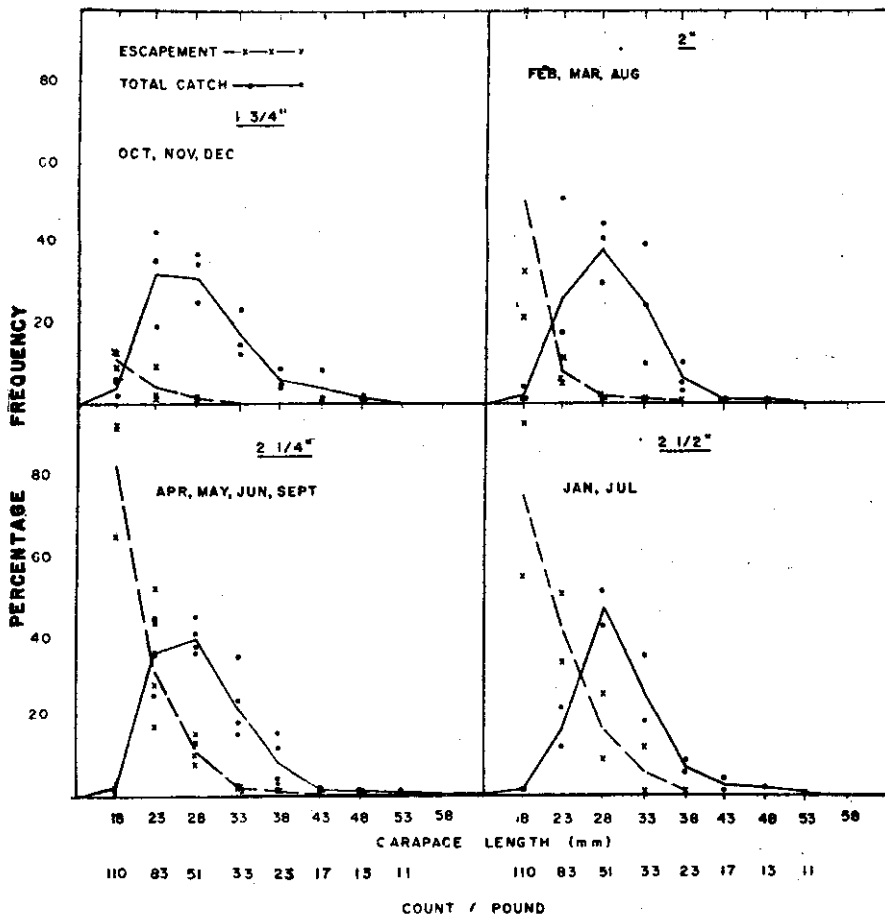 ESCAPEMENT
TOTAL CATCH
1 3/4"
OCT, NOV, DEC
2"
FEB, MAR, AUG
80
60
40
20
2 1/4"
APR, MAY, JUN, SEPT
2 1/2"
JAN, JUL
80
60
40
20
PERCENTAGE FREQUENCY
18 23 28 33 38 43 48 53 58 18 23 28 33 38 43 48 53 58
CARAPACE LENGTH (mm)
110 83 51 33 23 17 13 11 110 83 51 33 23 17 13 11
COUNT / POUND